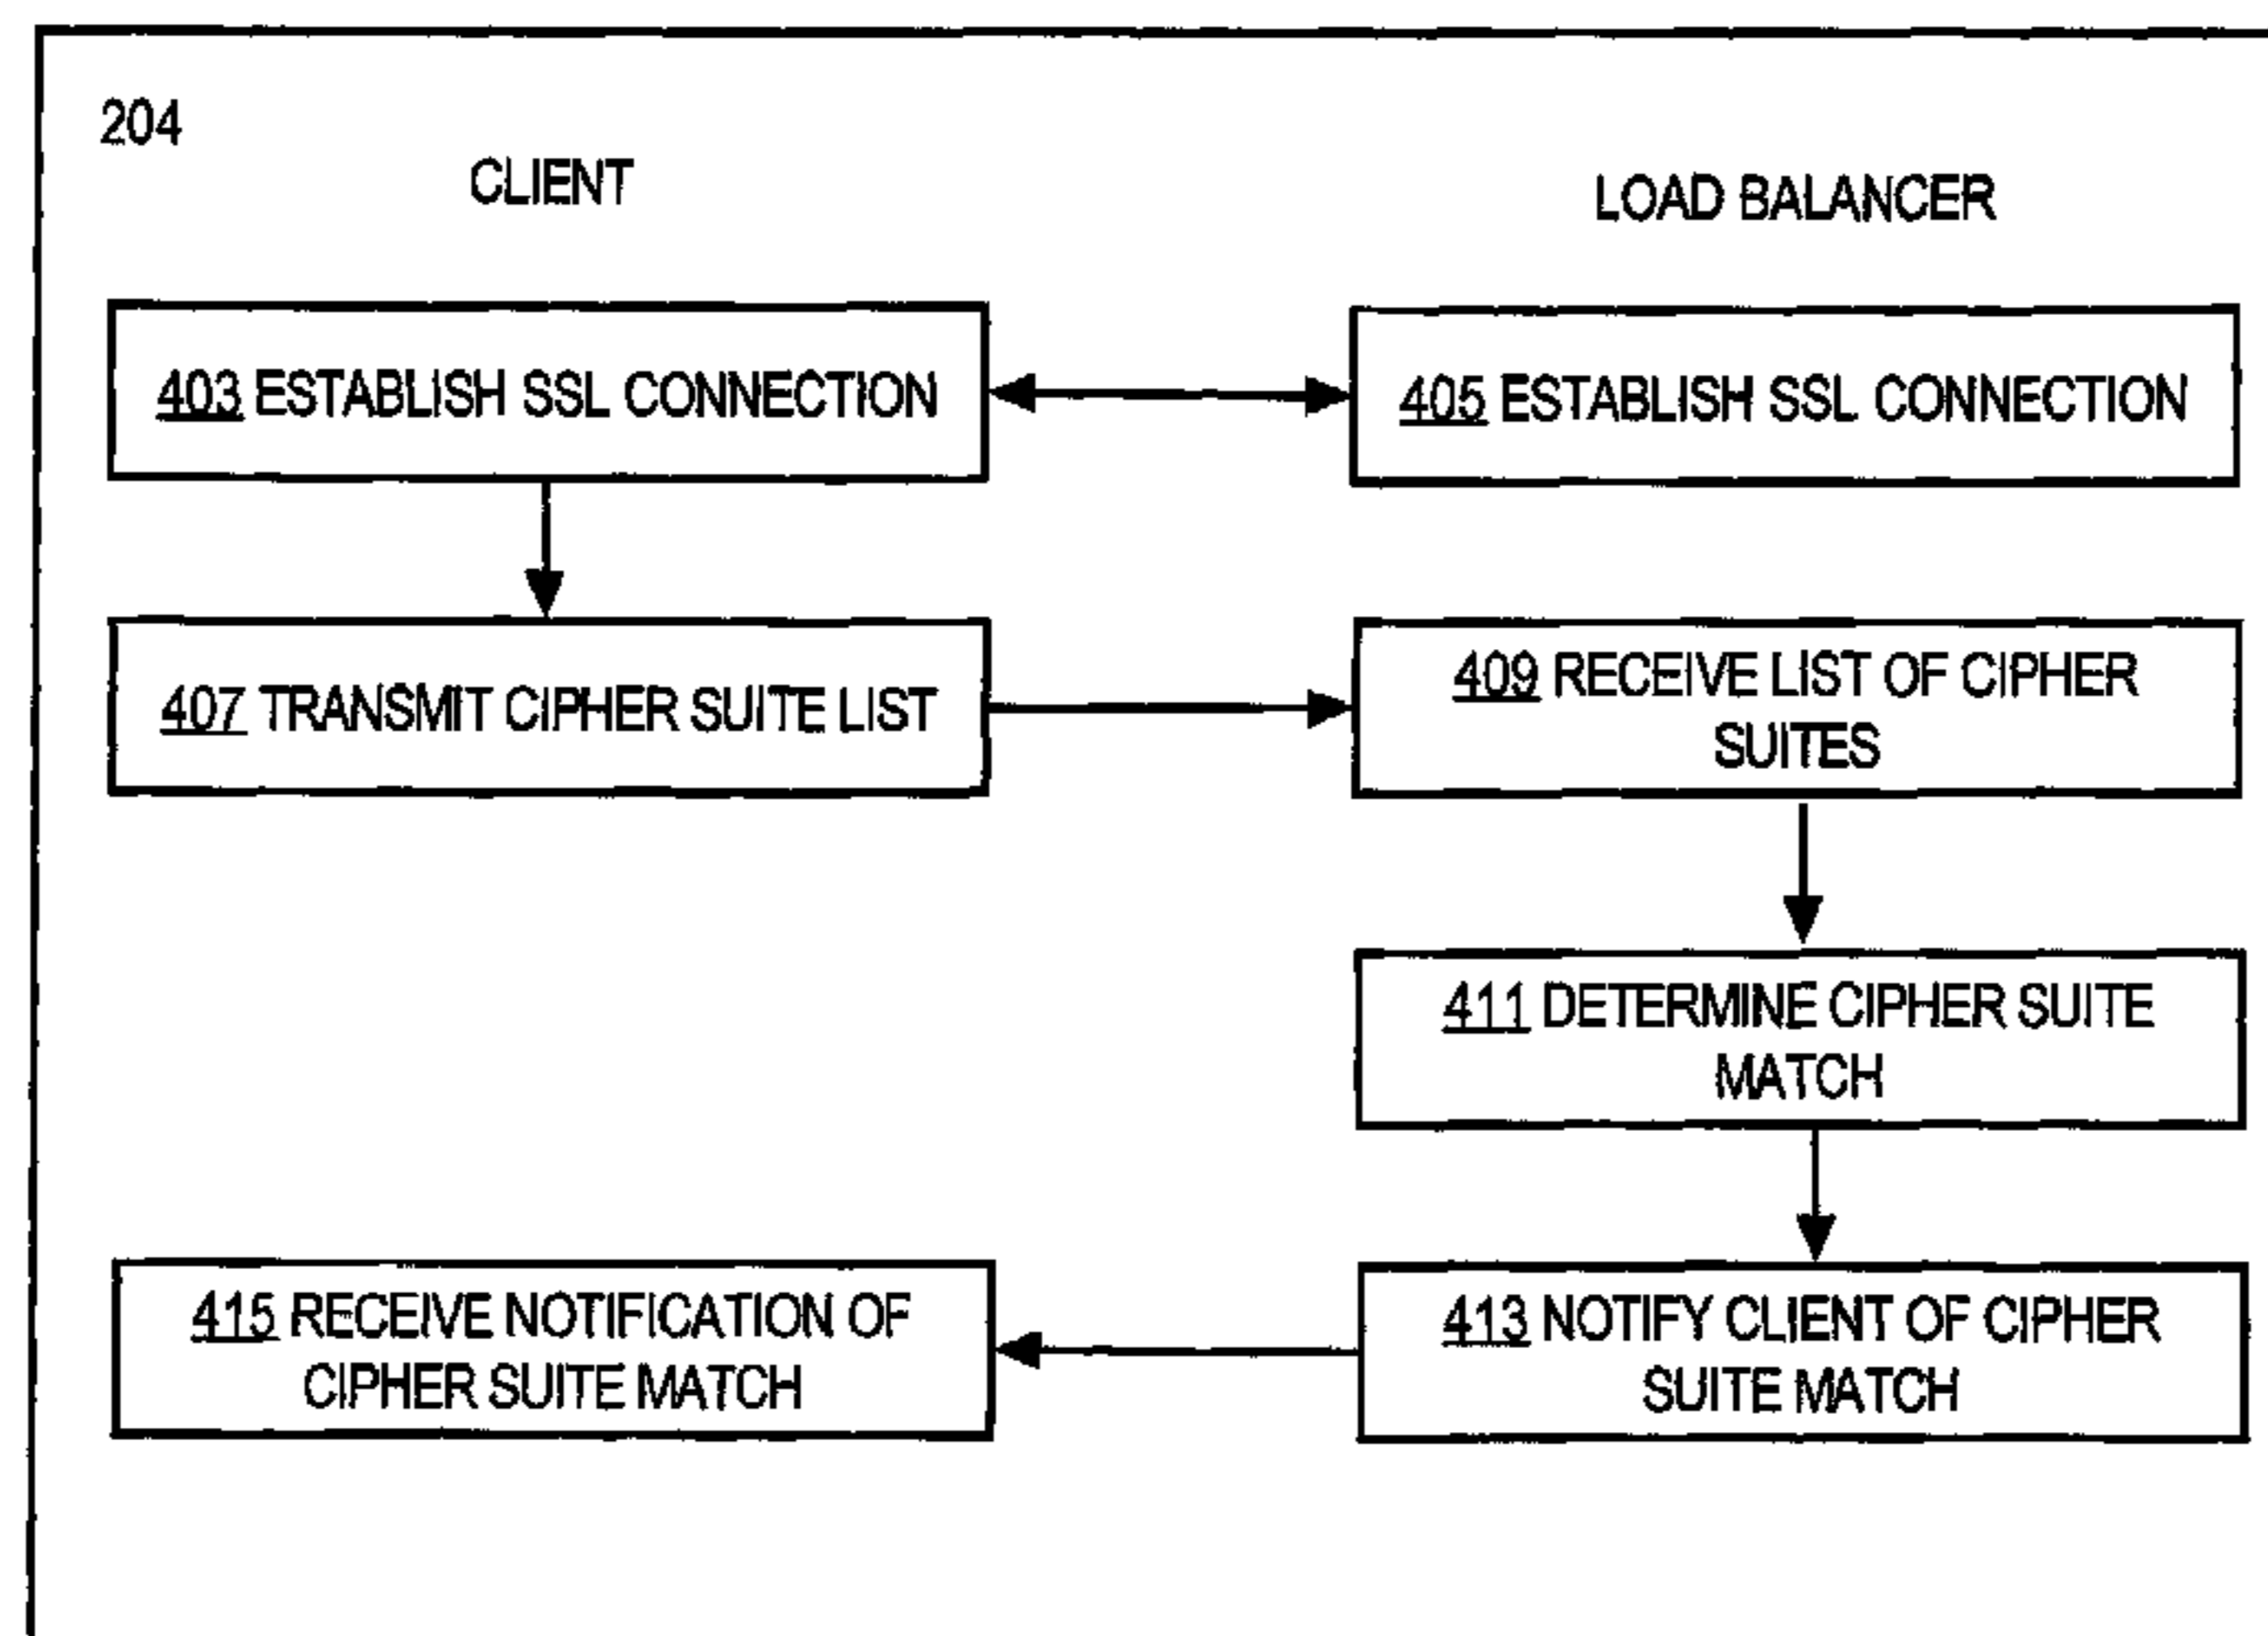 204
CLIENT
LOAD BALANCER
403 ESTABLISH SSL CONNECTION
405 ESTABLISH SSL CONNECTION
407 TRANSMIT CIPHER SUITE LIST
409 RECEIVE LIST OF CIPHER
SUITES
411 DETERMINE CIPHER SUITE
MATCH
415 RECEIVE NOTIFICATION OF
CIPHER SUITE MATCH
413 NOTIFY CLIENT OF CIPHER
SUITE MATCH